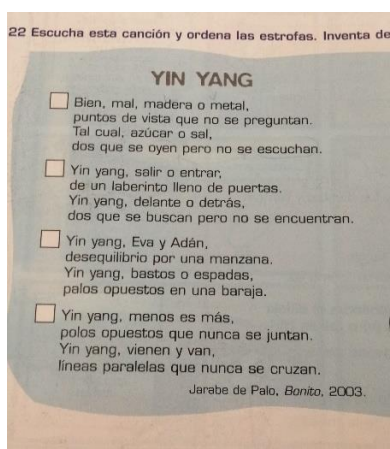 22 Escucha esta canción y ordena las estrofas. Inventa de
YIN YANG
Bien, mal, madera o metal,
puntos de vista que no se preguntan.
Tal cual, azúcar o sal,
dos que se oyen pero no se escuchan.
Yin yang, salir o entrar,
de un laberinto lleno de puertas.
Yin yang, delante o detrás,
dos que se buscan pero no se encuentran.
Yin yang, Eva y Adán,
desequilibrio por una manzana.
Yin yang, bastos o espadas,
palos opuestos en una baraja.
Yin yang, menos es más,
polos opuestos que nunca se juntan.
Yin yang, vienen y van,
líneas paralelas que nunca se cruzan.
Jarabe de Palo, Bonito, 2003.